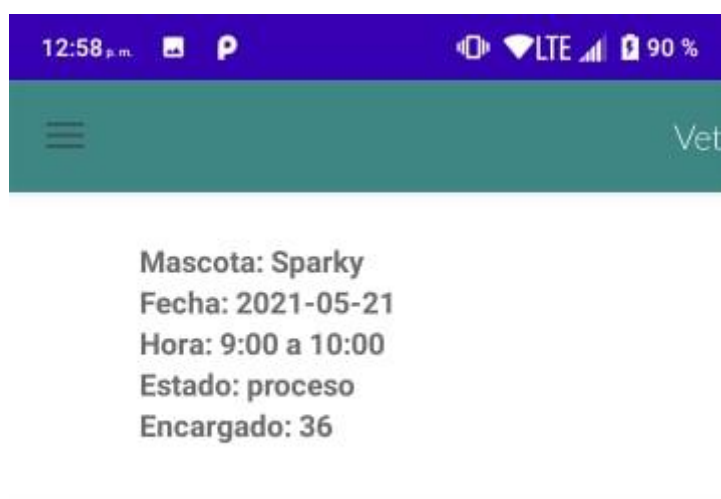 12:58 p. m. LTE 90 %
Vet
Mascota: Sparky
Fecha: 2021-05-21
Hora: 9:00 a 10:00
Estado: proceso
Encargado: 36